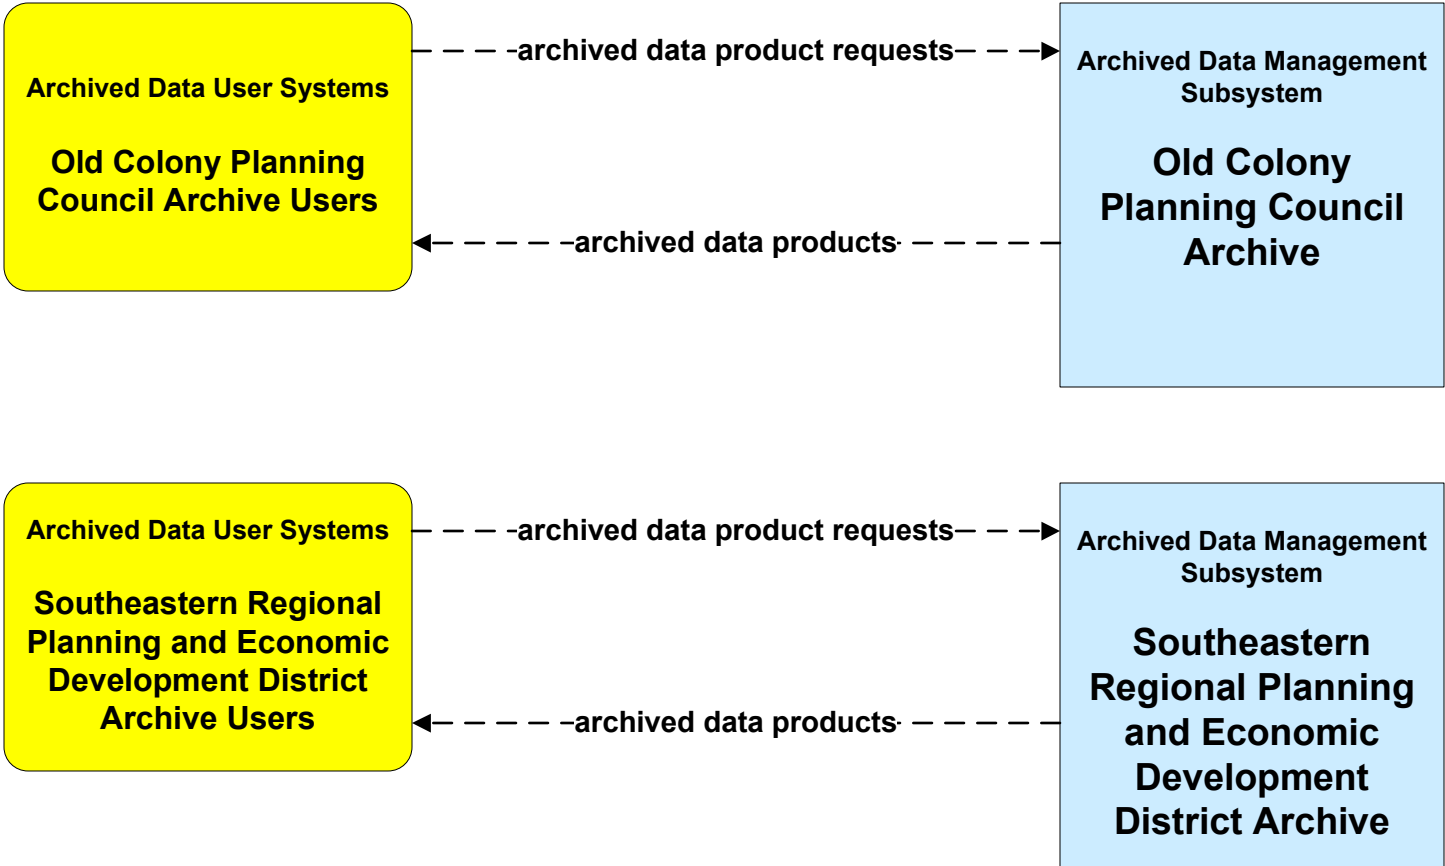 Archived Data User Systems
Old Colony Planning
Council Archive Users
archived data product requests
archived data products
Archived Data Management
Subsystem
Old Colony
Planning Council
Archive
Archived Data User Systems
Southeastern Regional
Planning and Economic
Development District
Archive Users
archived data product requests
archived data products
Archived Data Management
Subsystem
Southeastern
Regional Planning
and Economic
Development
District Archive